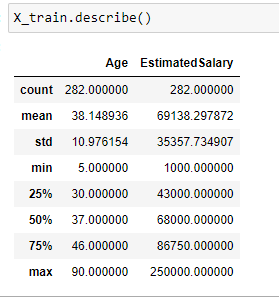 X_train.describe()
Age EstimatedSalary
count 282.000000 282.000000
mean 38.148936 69138.297872
std 10.976154 35357.734907
min 5.000000 1000.000000
25% 30.000000 43000.000000
50% 37.000000 68000.000000
75% 46.000000 86750.000000
max 90.000000 250000.000000